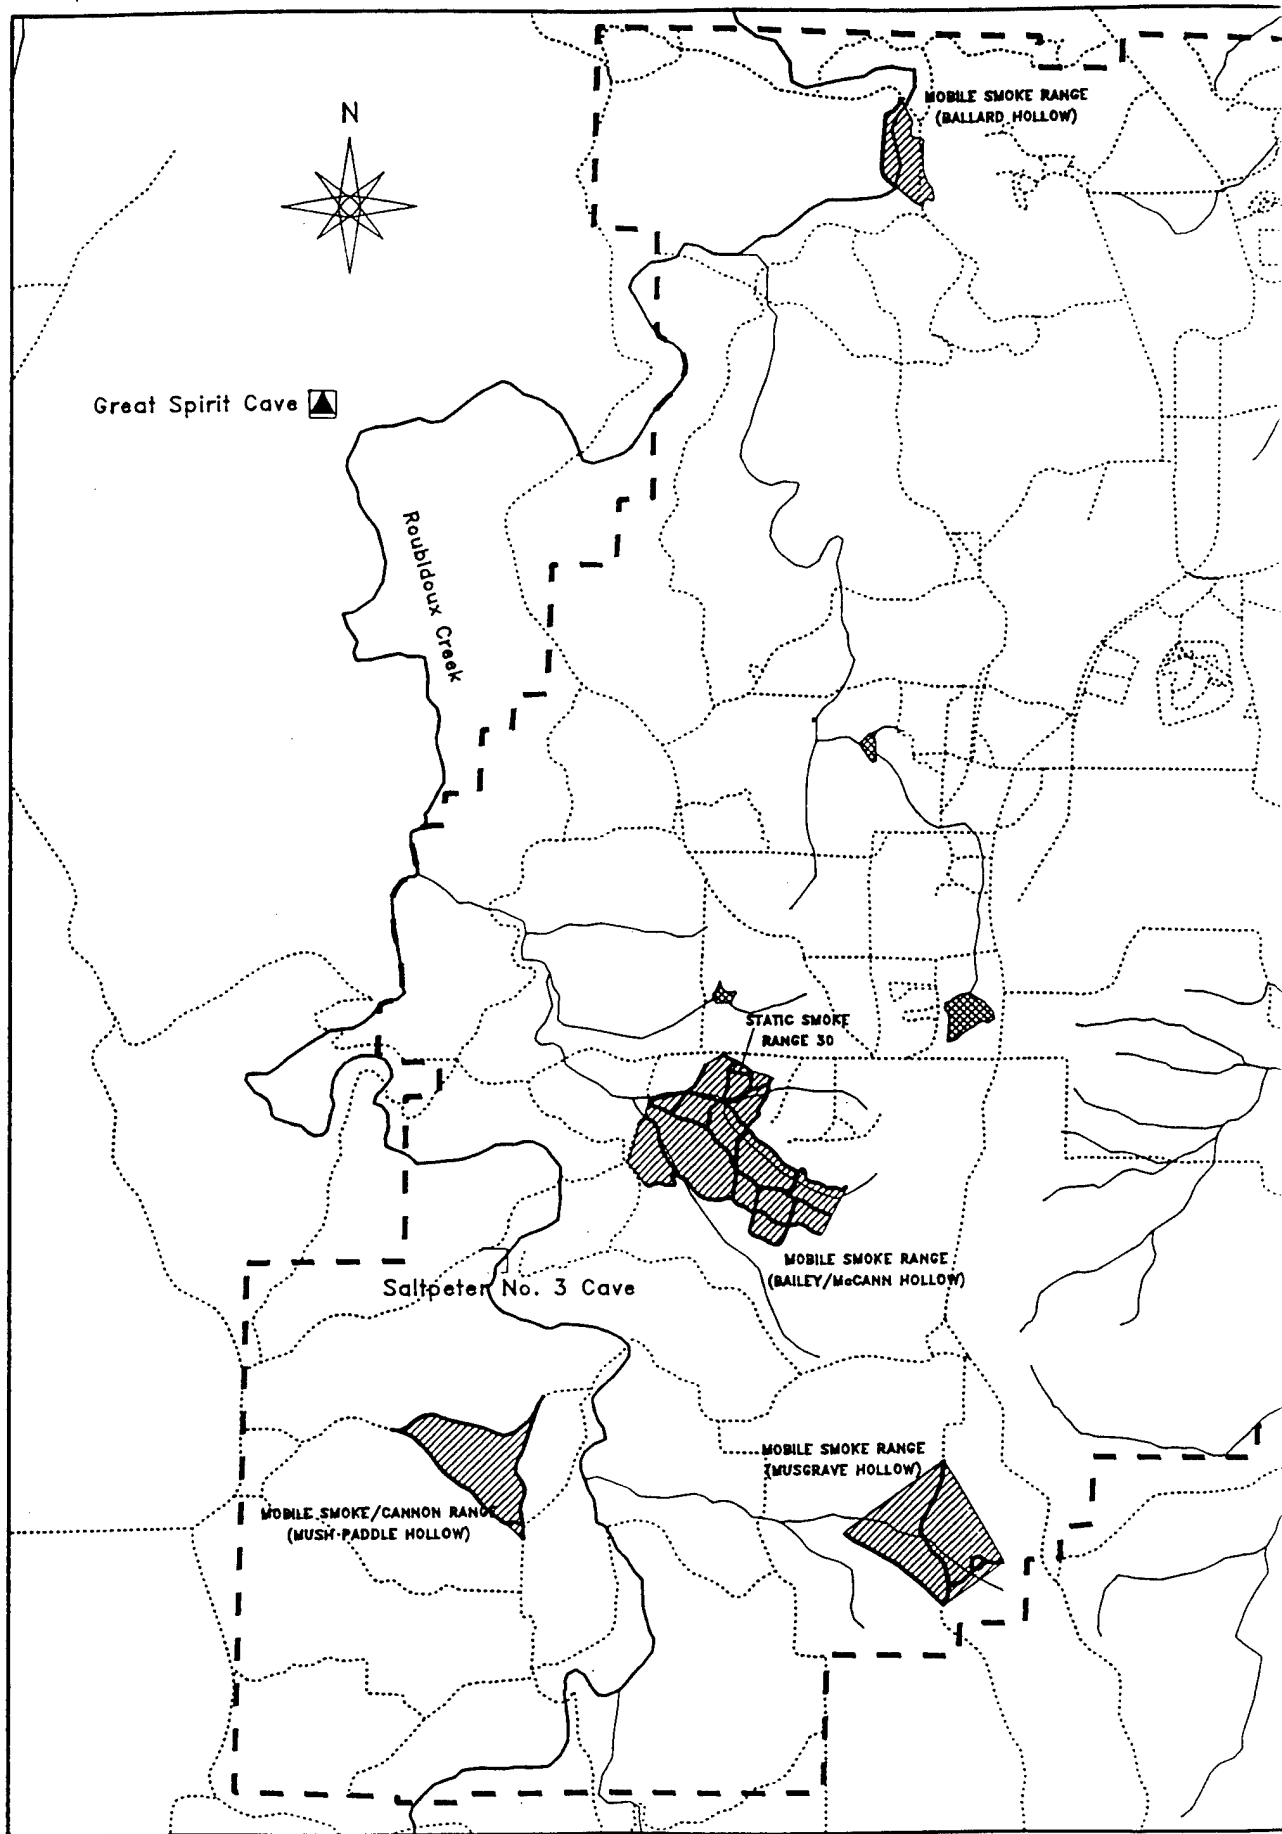 MOBILE SMOKE RANGE
(BALLARD HOLLOW)
N
Great Spirit Cave
Roubidoux Creek
STATIC SMOKE
RANGE 30
MOBILE SMOKE RANGE
(BAILEY/McCANN HOLLOW)
Saltpeter No. 3 Cave
MOBILE SMOKE RANGE
(MUSGRAVE HOLLOW)
MOBILE SMOKE/CANNON RANGE
(MUSH-PADDLE HOLLOW)